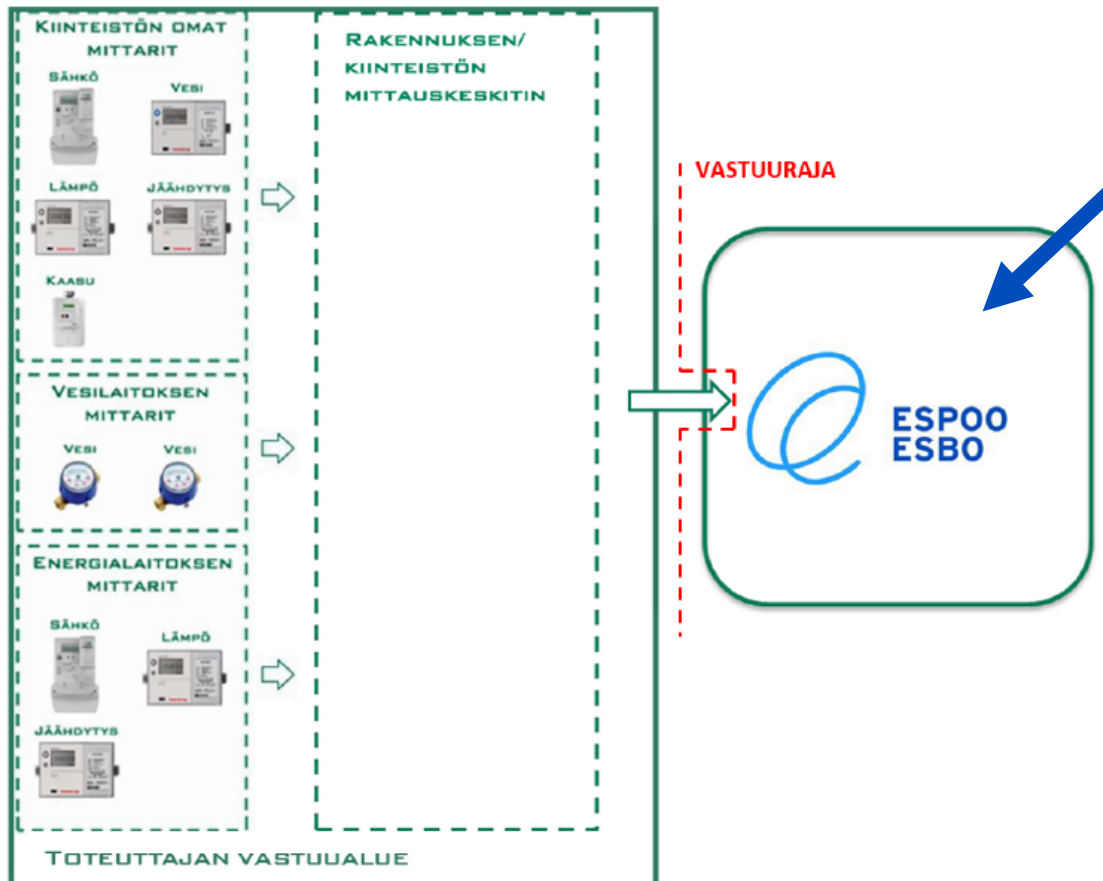 KIINTEISTÖN OMAT
MITTARIT
SÄHKÖ
VESI
LÄMPÖ
JÄÄHDYTYS
KAASU
VESILAITOKSEN
MITTARIT
VESI
VESI
ENERGIALAITOKSEN
MITTARIT
SÄHKÖ
LÄMPÖ
JÄÄHDYTYS
RAKENNUKSEN/
KIINTEISTÖN
MITTAUSKESKITIN
TOTEUTTAJAN VASTUUALUE
VASTUURAJA
ESPOO
ESBO